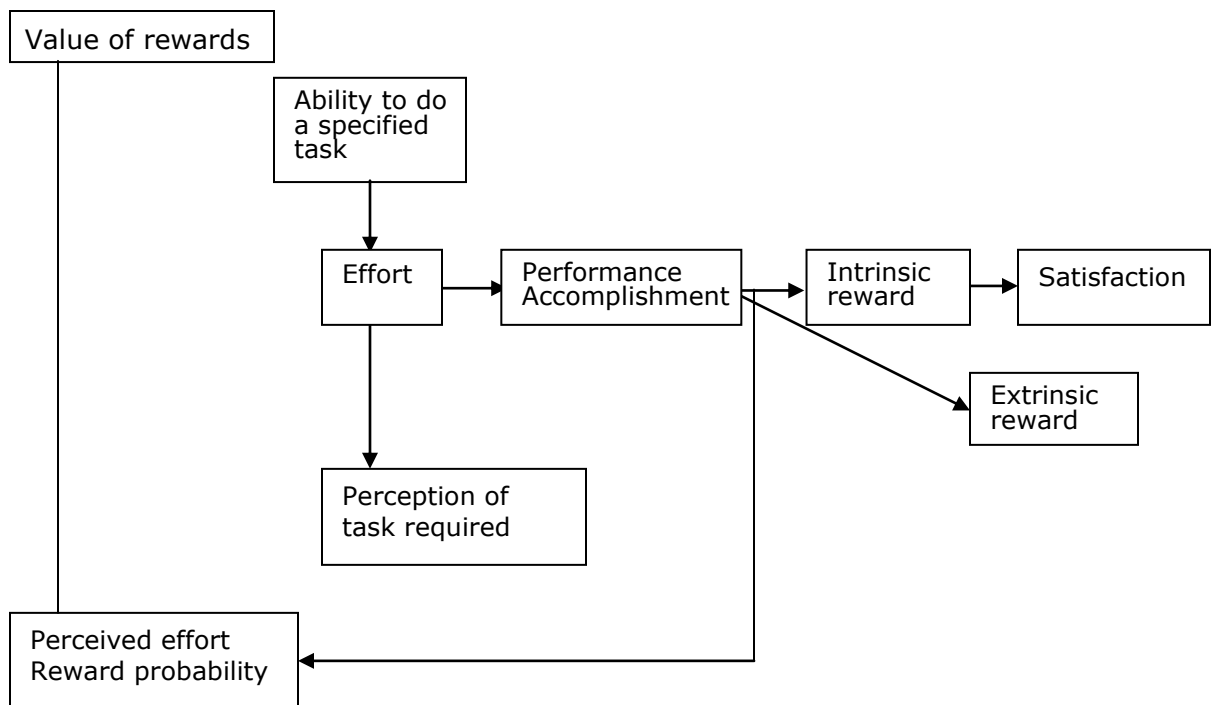 Value of rewards
Ability to do
a specified
task
Effort
Performance
Accomplishment
Intrinsic
reward
Satisfaction
Extrinsic
reward
Perception of
task required
Perceived effort
Reward probability